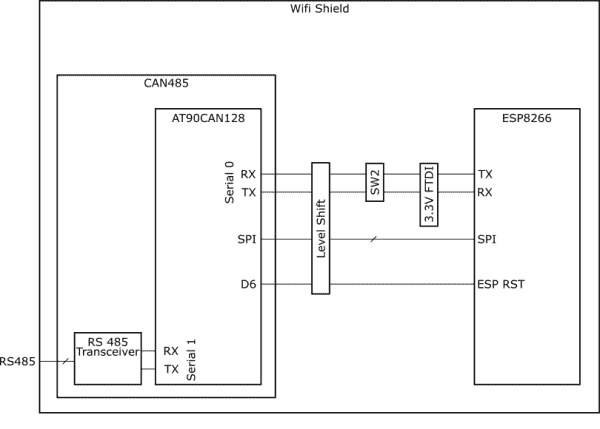 Wifi Shield
CAN485
AT90CAN128
ESP8266
Serial 0
RX
TX
SPI
D6
Level Shift
SW2
3.3V FTDI
TX
RX
SPI
ESP RST
RS485
RS 485
Transceiver
RX
TX
Serial 1